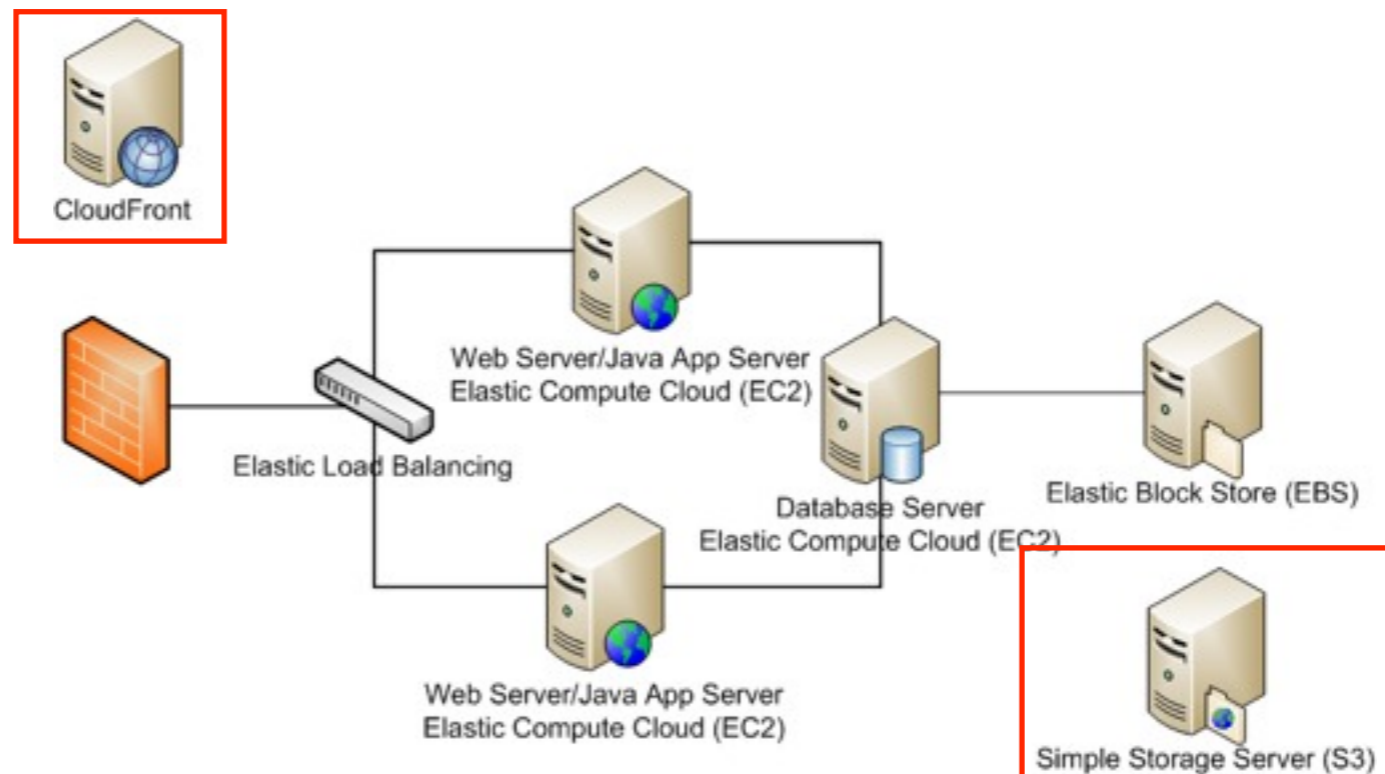 CloudFront
Web Server/Java App Server
Elastic Compute Cloud (EC2)
Elastic Load Balancing
Database Server
Elastic Compute Cloud (EC2)
Elastic Block Store (EBS)
Web Server/Java App Server
Elastic Compute Cloud (EC2)
Simple Storage Server (S3)